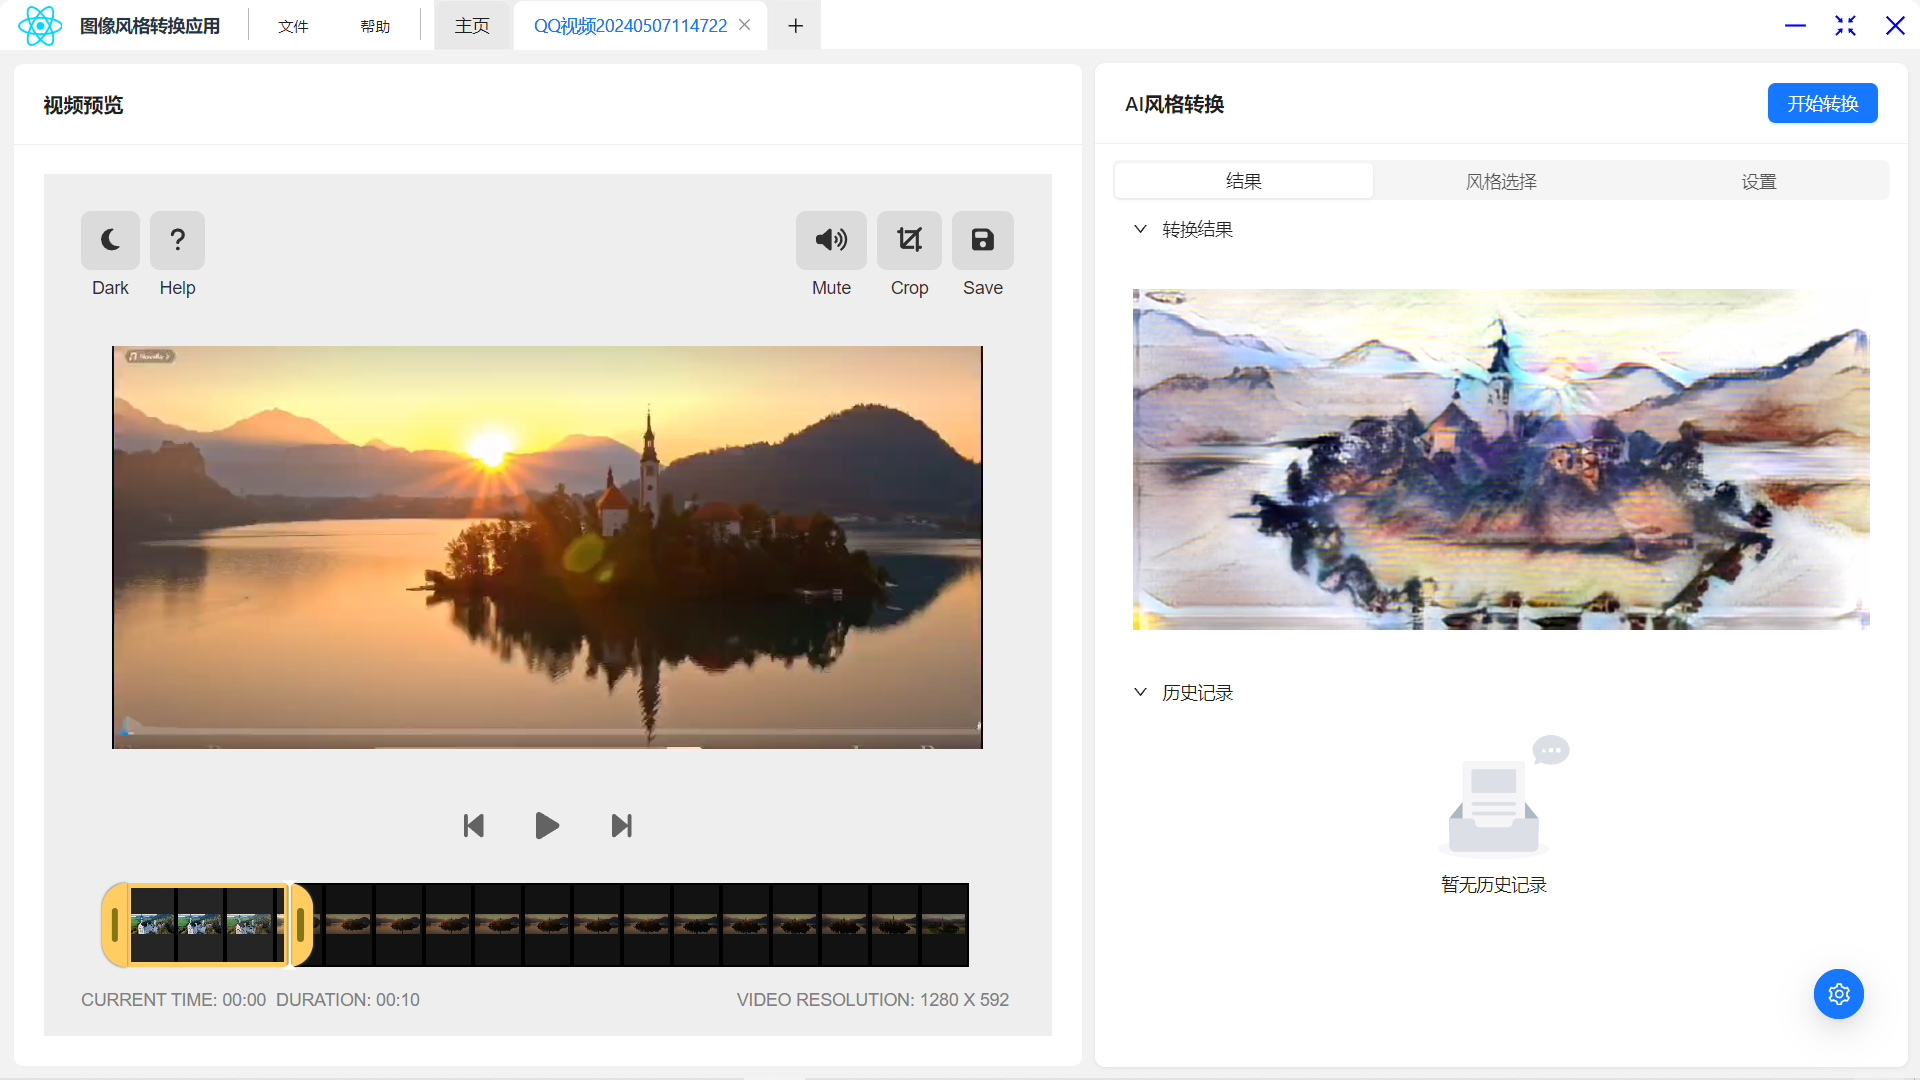 图像风格转换应用
文件
帮助
主页
QQ视频20240507114722
视频预览
Dark
Help
Mute
Crop
Save
CURRENT TIME: 00:00 DURATION: 00:10
VIDEO RESOLUTION: 1280 X 592
AI风格转换
开始转换
结果
风格选择
设置
转换结果
历史记录
暂无历史记录